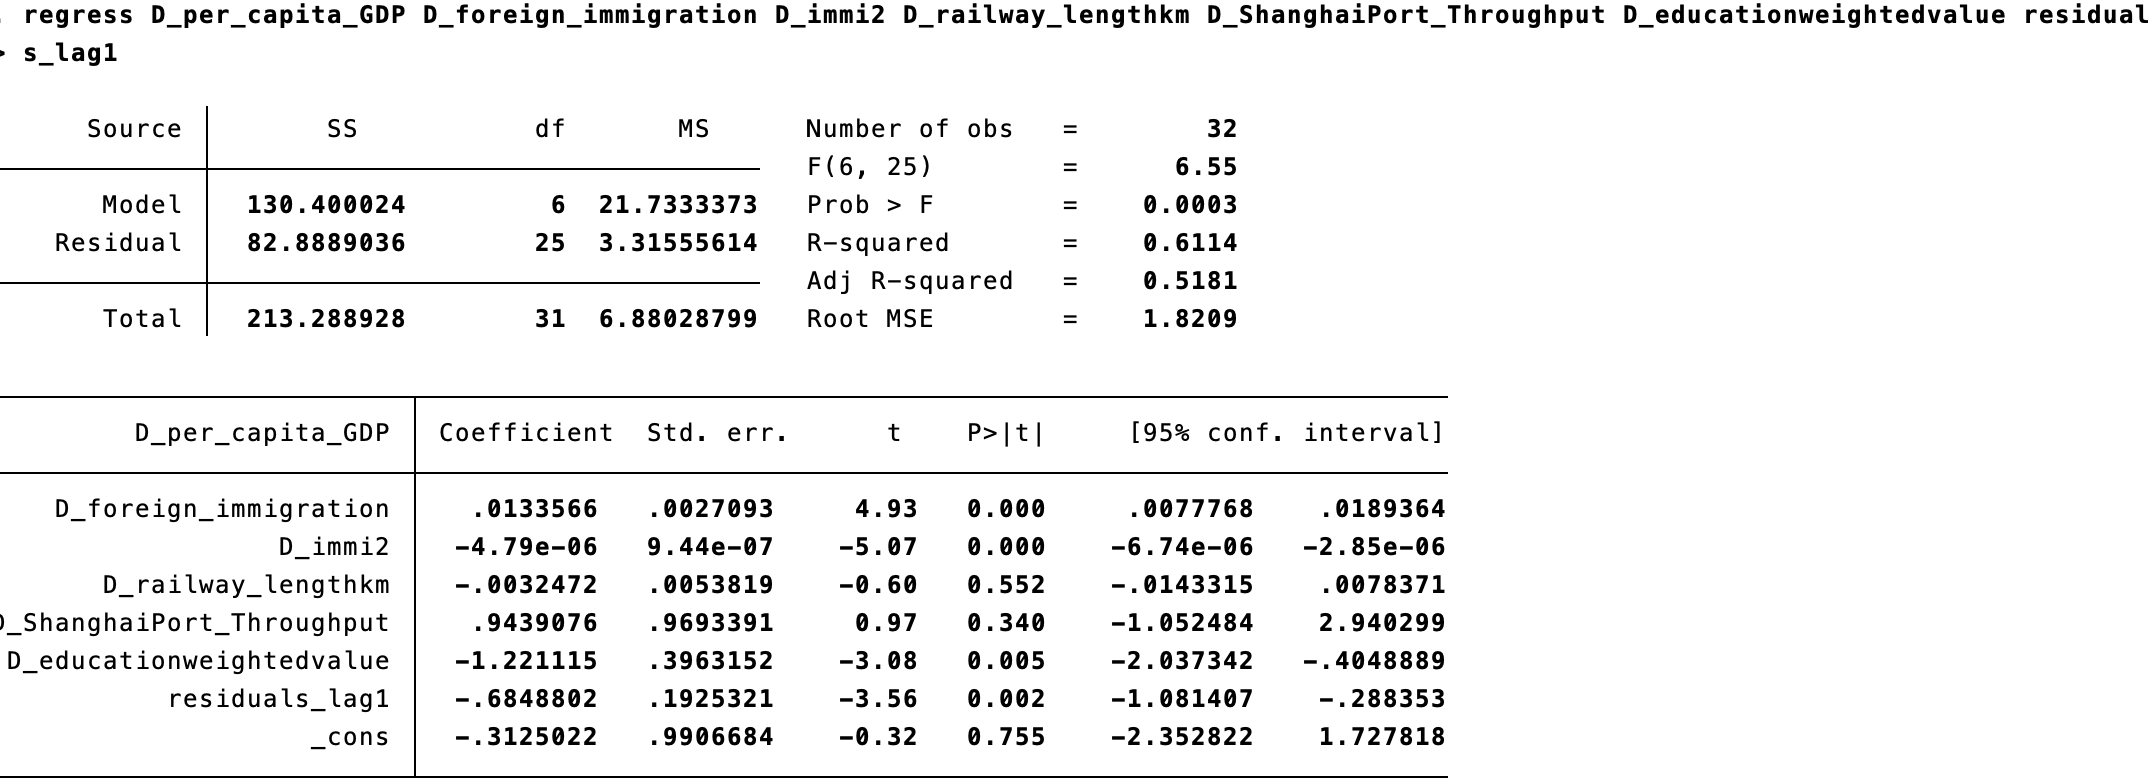 . regress D_per_capita_GDP D_foreign_immigration D_immi2 D_railway_lengthkm D_ShanghaiPort_Throughput D_educationweightedvalue residual
> s_lag1
Source SS df MS Number of obs = 32
F(6, 25) = 6.55
Model 130.400024 6 21.7333373 Prob > F = 0.0003
Residual 82.8889036 25 3.31555614 R-squared = 0.6114
Adj R-squared = 0.5181
Total 213.288928 31 6.88028799 Root MSE = 1.8209
D_per_capita_GDP Coefficient Std. err. t P>|t| [95% conf. interval]
D_foreign_immigration .0133566 .0027093 4.93 0.000 .0077768 .0189364
D_immi2 -4.79e-06 9.44e-07 -5.07 0.000 -6.74e-06 -2.85e-06
D_railway_lengthkm -.0032472 .0053819 -0.60 0.552 -.0143315 .0078371
D_ShanghaiPort_Throughput .9439076 .9693391 0.97 0.340 -1.052484 2.940299
D_educationweightedvalue -1.221115 .3963152 -3.08 0.005 -2.037342 -.4048889
residuals_lag1 -.6848802 .1925321 -3.56 0.002 -1.081407 -.288353
_cons -.3125022 .9906684 -0.32 0.755 -2.352822 1.727818